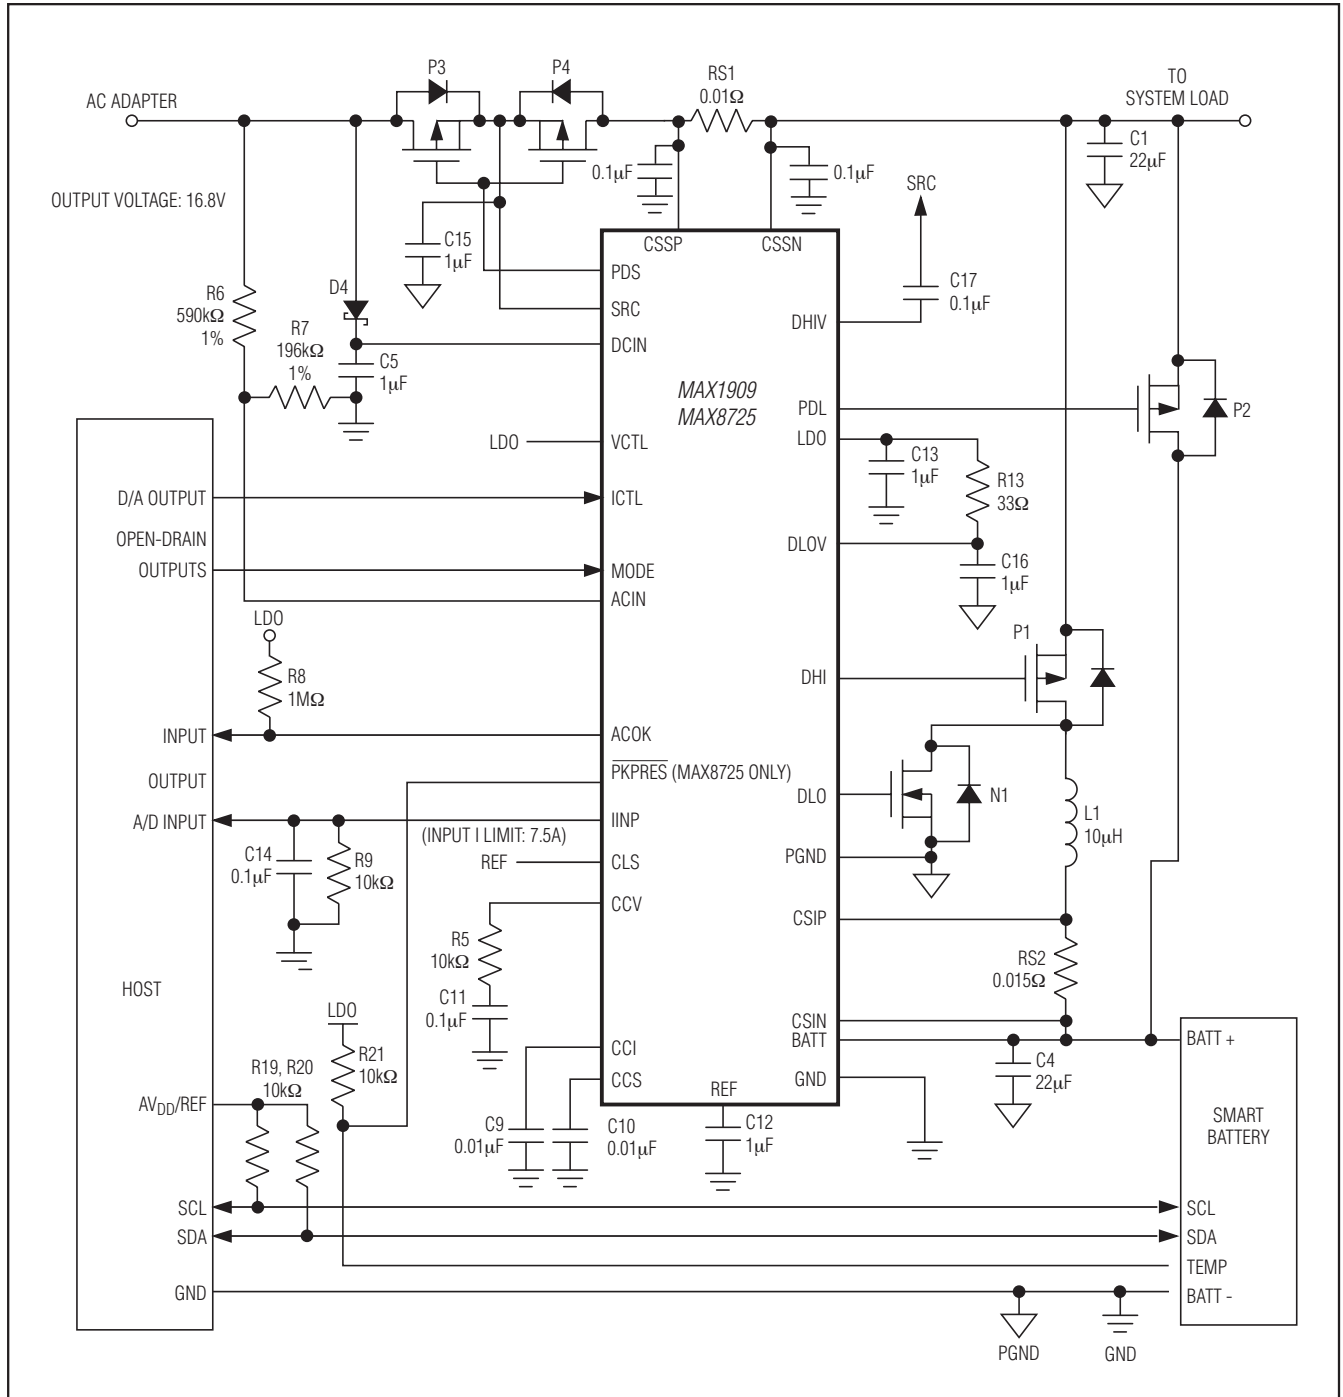 P3
P4
RS1
0.01Ω
TO
SYSTEM LOAD
AC ADAPTER
C1
22µF
0.1µF
0.1µF
SRC
OUTPUT VOLTAGE: 16.8V
CSSP
CSSN
C15
1µF
PDS
C17
0.1µF
D4
R6
590kΩ
1%
SRC
DHIV
R7
196kΩ
1%
DCIN
C5
1µF
MAX1909
MAX8725
PDL
P2
LDO
VCTL
LDO
C13
1µF
R13
33Ω
D/A OUTPUT
ICTL
OPEN-DRAIN
OUTPUTS
MODE
DLOV
C16
1µF
ACIN
LDO
P1
R8
1MΩ
DHI
INPUT
ACOK
OUTPUT
PKPRES (MAX8725 ONLY)
DLO
N1
A/D INPUT
IINP
L1
10µH
(INPUT I LIMIT: 7.5A)
C14
0.1µF
R9
10kΩ
REF
CLS
PGND
CCV
CSIP
R5
10kΩ
RS2
0.015Ω
HOST
C11
0.1µF
LDO
CSIN
BATT
BATT +
R21
10kΩ
CCI
R19, R20
10kΩ
CCS
REF
GND
C4
22µF
AVDD/REF
C9
0.01µF
C10
0.01µF
C12
1µF
SMART
BATTERY
SCL
SCL
SDA
SDA
TEMP
GND
BATT -
PGND
GND